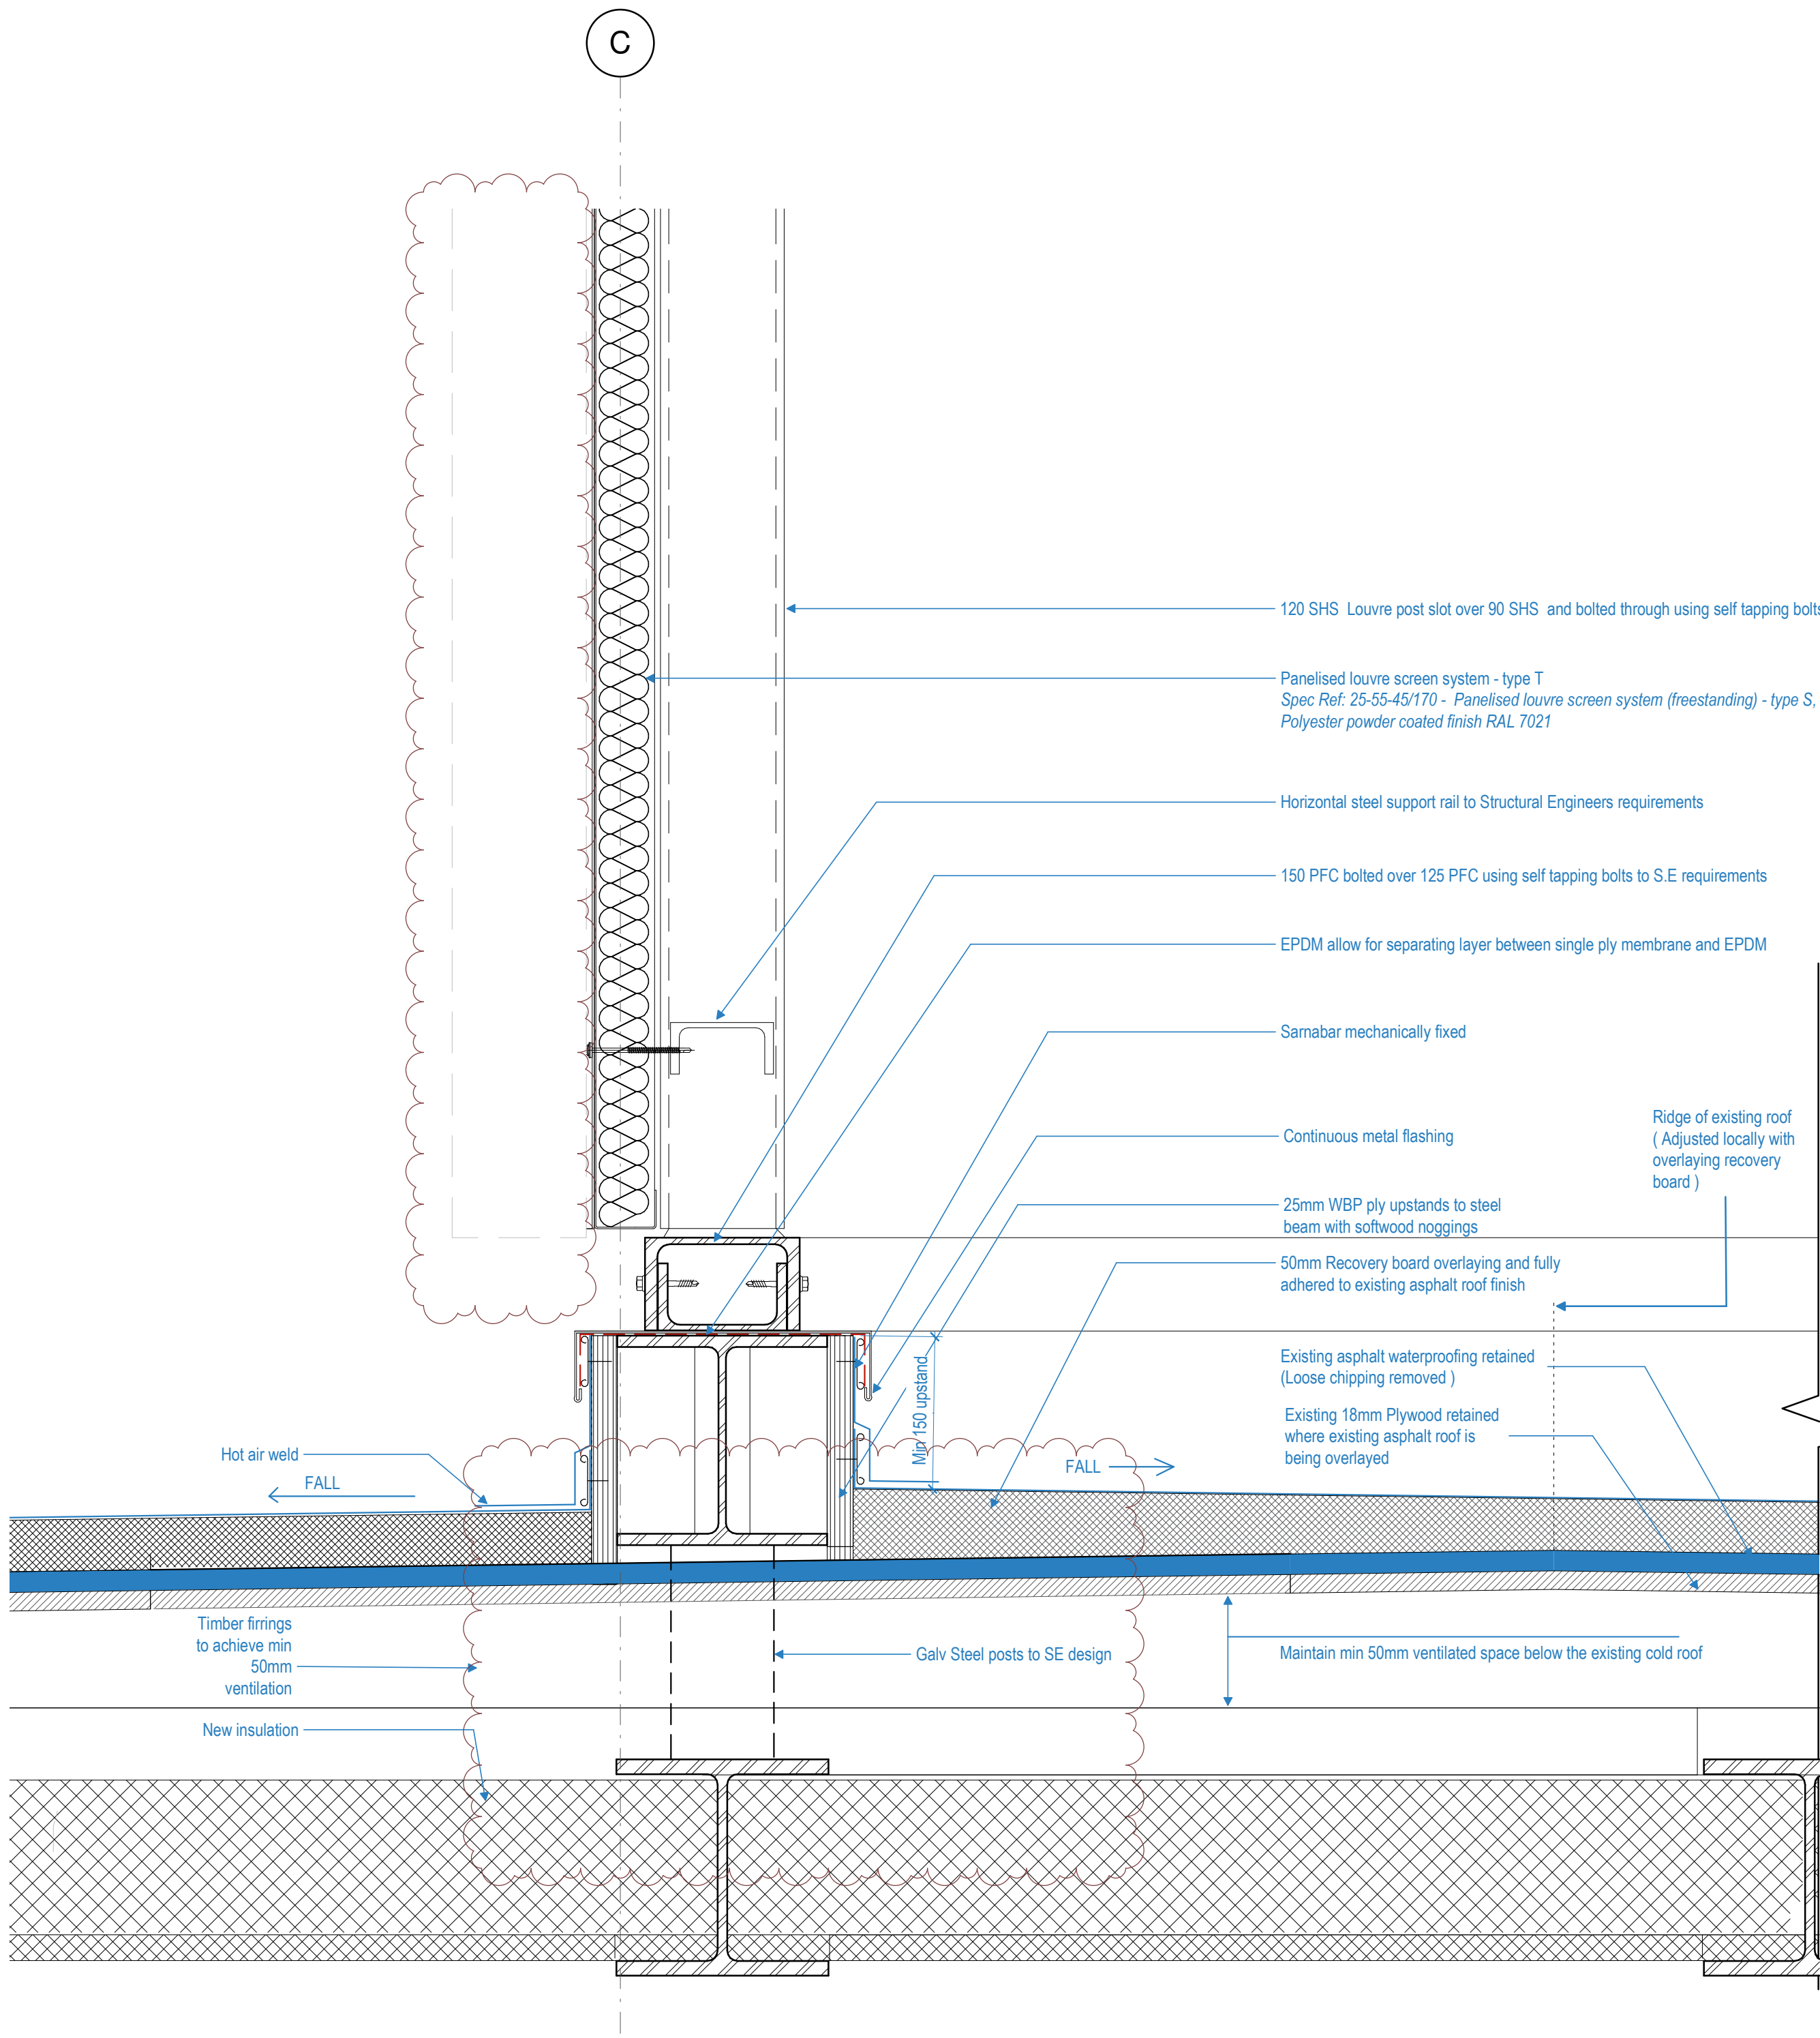 C
120 SHS Louvre post slot over 90 SHS and bolted through using self tapping bolts
Panelised louvre screen system - type T
Spec Ref: 25-55-45/170 - Panelised louvre screen system (freestanding) - type S,
Polyester powder coated finish RAL 7021
Horizontal steel support rail to Structural Engineers requirements
150 PFC bolted over 125 PFC using self tapping bolts to S.E requirements
EPDM allow for separating layer between single ply membrane and EPDM
Sarnabar mechanically fixed
Continuous metal flashing
Ridge of existing roof
( Adjusted locally with
overlaying recovery
board )
25mm WBP ply upstands to steel
beam with softwood noggings
50mm Recovery board overlaying and fully
adhered to existing asphalt roof finish
Existing asphalt waterproofing retained
(Loose chipping removed )
Existing 18mm Plywood retained
where existing asphalt roof is
being overlayed
Min 150 upstand
Hot air weld
FALL
FALL
Timber firrings
to achieve min
50mm
ventilation
Galv Steel posts to SE design
Maintain min 50mm ventilated space below the existing cold roof
New insulation